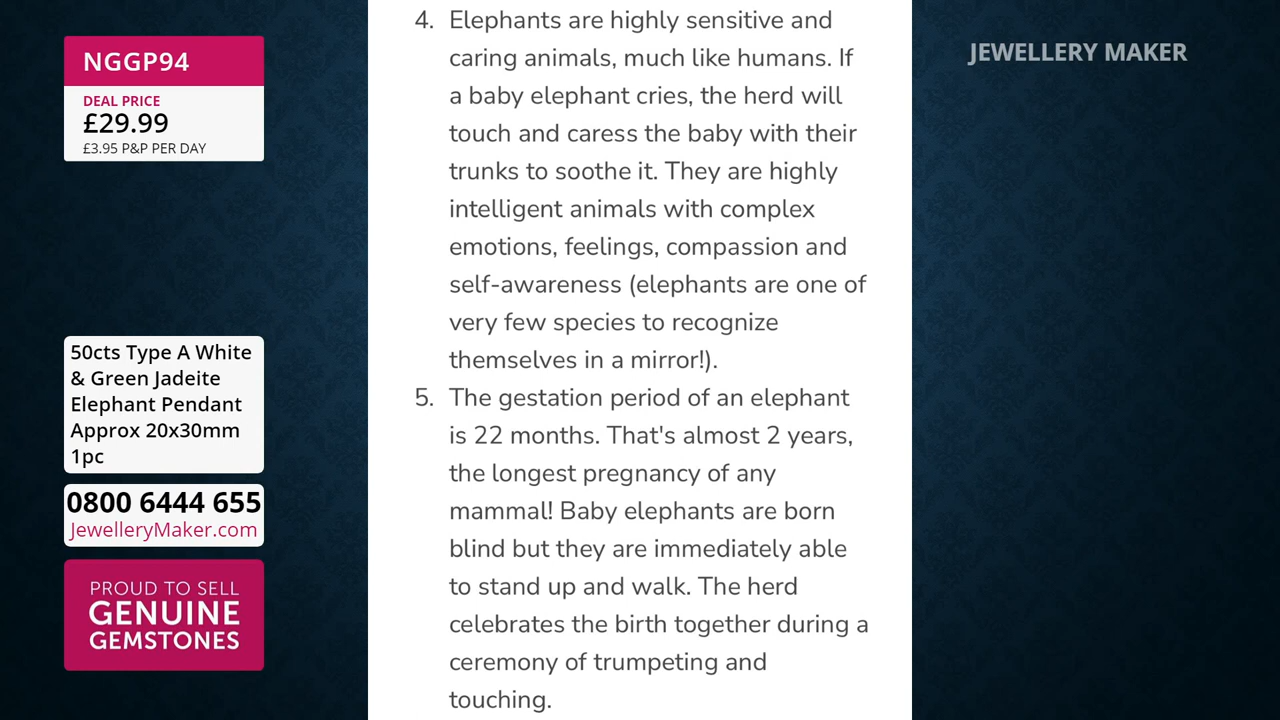 NGGP94
DEAL PRICE
£29.99
£3.95 P&P PER DAY
50cts Type A White
& Green Jadeite
Elephant Pendant
Approx 20x30mm
1pc
0800 6444 655
JewelleryMaker.com
PROUD TO SELL
GENUINE
GEMSTONES
4. Elephants are highly sensitive and
caring animals, much like humans. If
a baby elephant cries, the herd will
touch and caress the baby with their
trunks to soothe it. They are highly
intelligent animals with complex
emotions, feelings, compassion and
self-awareness (elephants are one of
very few species to recognize
themselves in a mirror!).
5. The gestation period of an elephant
is 22 months. That's almost 2 years,
the longest pregnancy of any
mammal! Baby elephants are born
blind but they are immediately able
to stand up and walk. The herd
celebrates the birth together during a
ceremony of trumpeting and
touching.
JEWELLERY MAKER